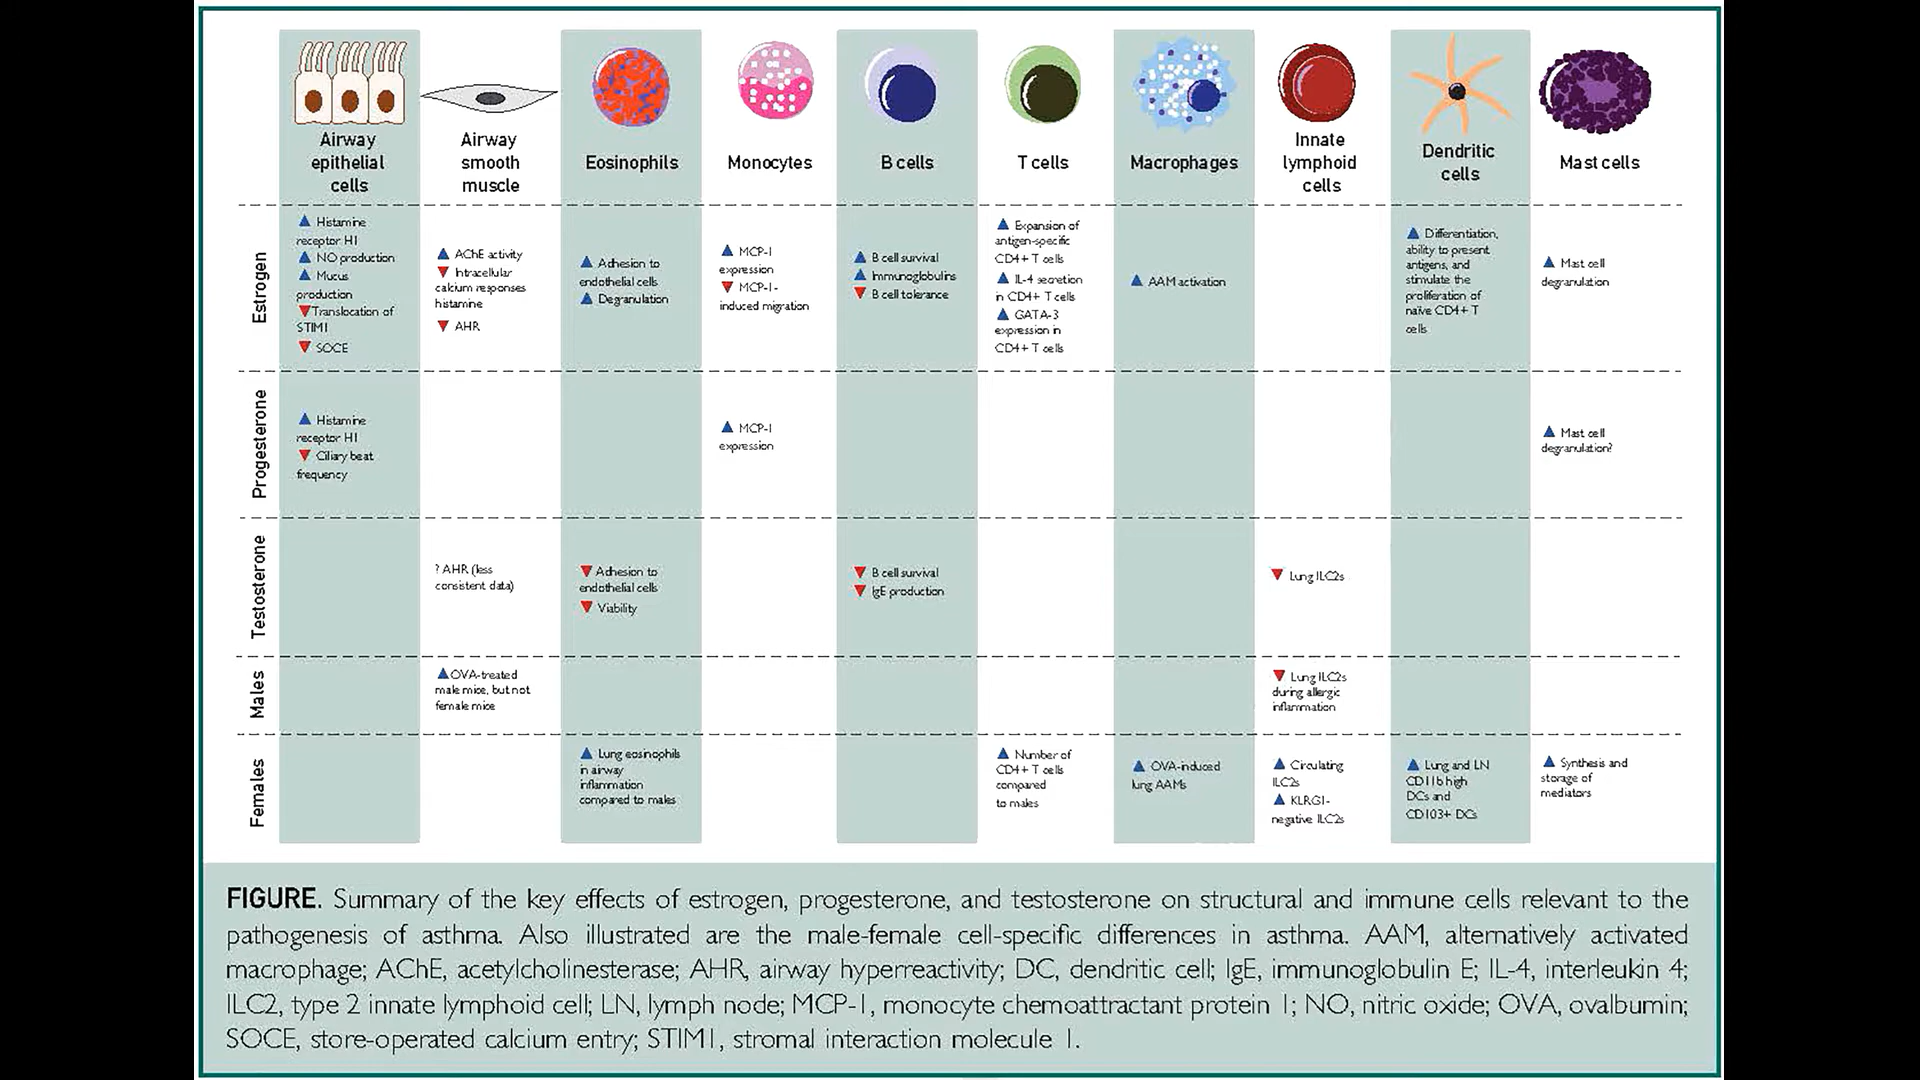 Airway
epithelial
cells
Airway
smooth
muscle
Eosinophils
Monocytes
B cells
T cells
Macrophages
Innate
lymphoid
cells
Dendritic
cells
Mast cells
Estrogen
▲ Histamine
receptor H1
▲ NO production
▲ Mucus
production
▼Translocation of
STIM1
▼ SOCE
▲ AChE activity
▼ Intracellular
calcium responses
histamine
▼ AHR
▲ Adhesion to
endothelial cells
▲ Degranulation
▲ MCP-1
expression
▼ MCP-1-
induced migration
▲ B cell survival
▲ Immunoglobulins
▼ B cell tolerance
▲ Expansion of
antigen-specific
CD4+ T cells
▲ IL-4 secretion
in CD4+ T cells
▲ GATA-3
expression in
CD4+ T cells
▲ AAM activation
▲ Differentiation,
ability to present
antigens, and
stimulate the
proliferation of
naïve CD4+ T
cells
▲ Mast cell
degranulation
Progesterone
▲ Histamine
receptor H1
▼ Ciliary beat
frequency
▲ MCP-1
expression
▲ Mast cell
degranulation?
Testosterone
? AHR (less
consistent data)
▼ Adhesion to
endothelial cells
▼ Viability
▼ B cell survival
▼ IgE production
▼ Lung ILC2s
Males
▲OVA-treated
male mice, but not
female mice
▼ Lung ILC2s
during allergic
inflammation
Females
▲ Lung eosinophils
in airway
inflammation
compared to males
▲ Number of
CD4+ T cells
compared
to males
▲ OVA-induced
lung AAMs
▲ Circulating
ILC2s
▲ KLRG1-
negative ILC2s
▲ Lung and LN
CD11b high
DCs and
CD103+ DCs
▲ Synthesis and
storage of
mediators
FIGURE. Summary of the key effects of estrogen, progesterone, and testosterone on structural and immune cells relevant to the
pathogenesis of asthma. Also illustrated are the male-female cell-specific differences in asthma. AAM, alternatively activated
macrophage; AChE, acetylcholinesterase; AHR, airway hyperreactivity; DC, dendritic cell; IgE, immunoglobulin E; IL-4, interleukin 4;
ILC2, type 2 innate lymphoid cell; LN, lymph node; MCP-1, monocyte chemoattractant protein 1; NO, nitric oxide; OVA, ovalbumin;
SOCE, store-operated calcium entry; STIM1, stromal interaction molecule 1.